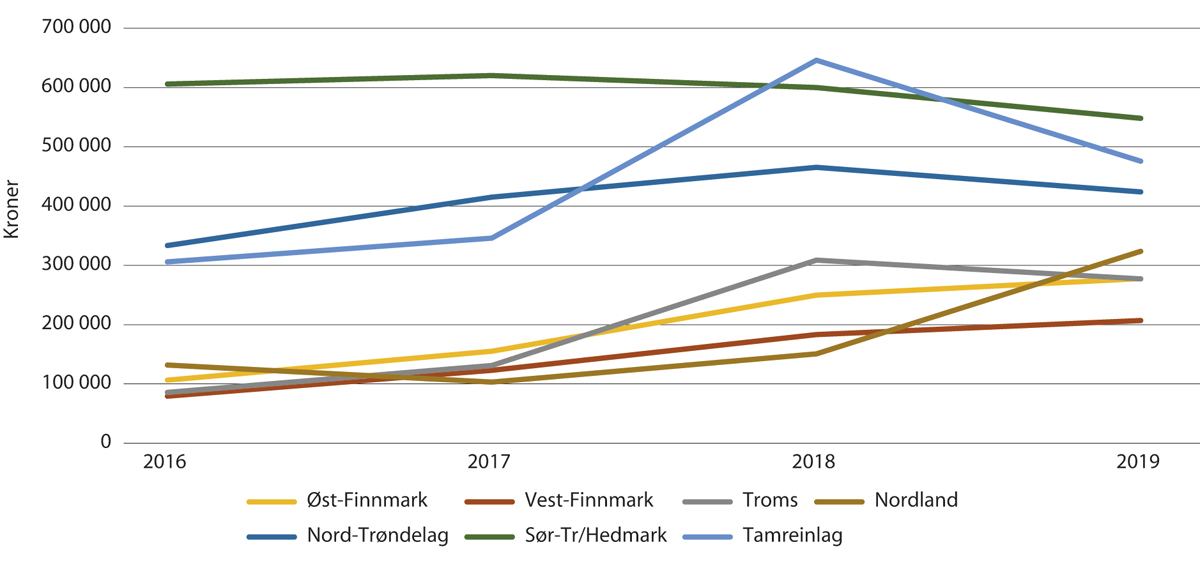 700 000
600 000
500 000
400 000
300 000
200 000
100 000
0
Kroner
2016 2017 2018 2019
Øst-Finnmark Vest-Finnmark Troms Nordland
Nord-Trøndelag Sør-Tr/Hedmark Tamreinlag